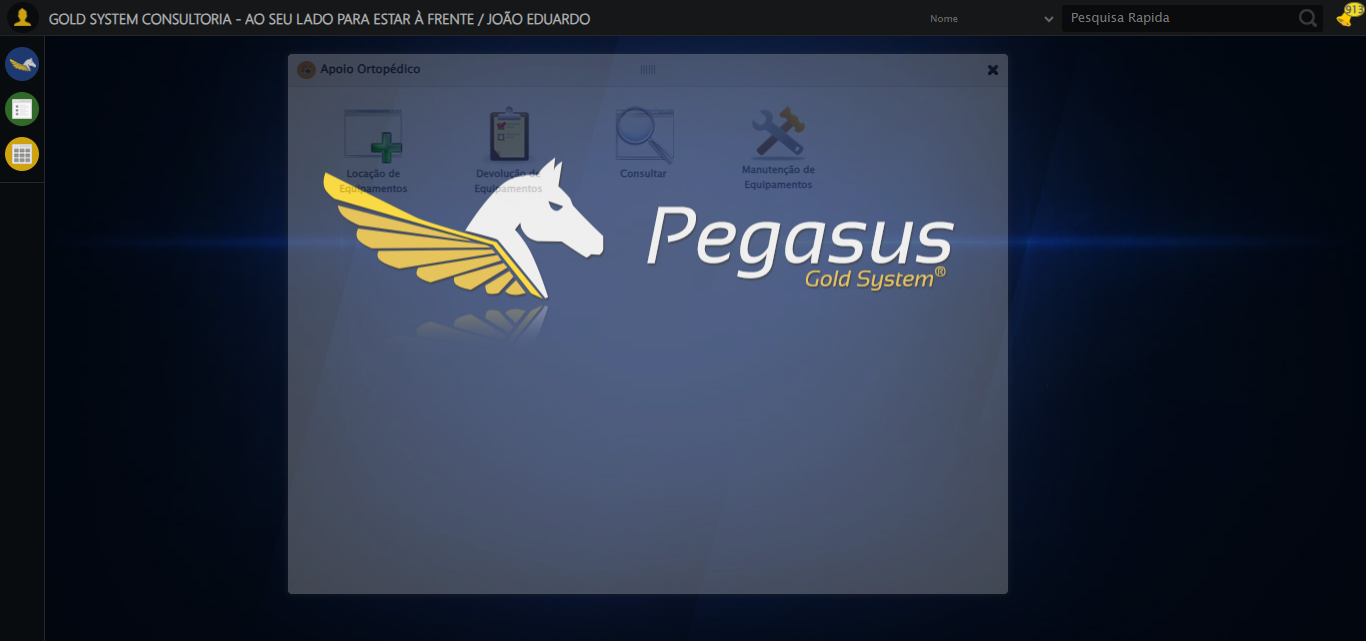 GOLD SYSTEM CONSULTORIA - AO SEU LADO PARA ESTAR À FRENTE / JOÃO EDUARDO
Nome
Pesquisa Rapida
913
Apoio Ortopédico
Locação de
Equipamentos
Devolução de
Equipamentos
Consultar
Manutenção de
Equipamentos
Pegasus
Gold System®